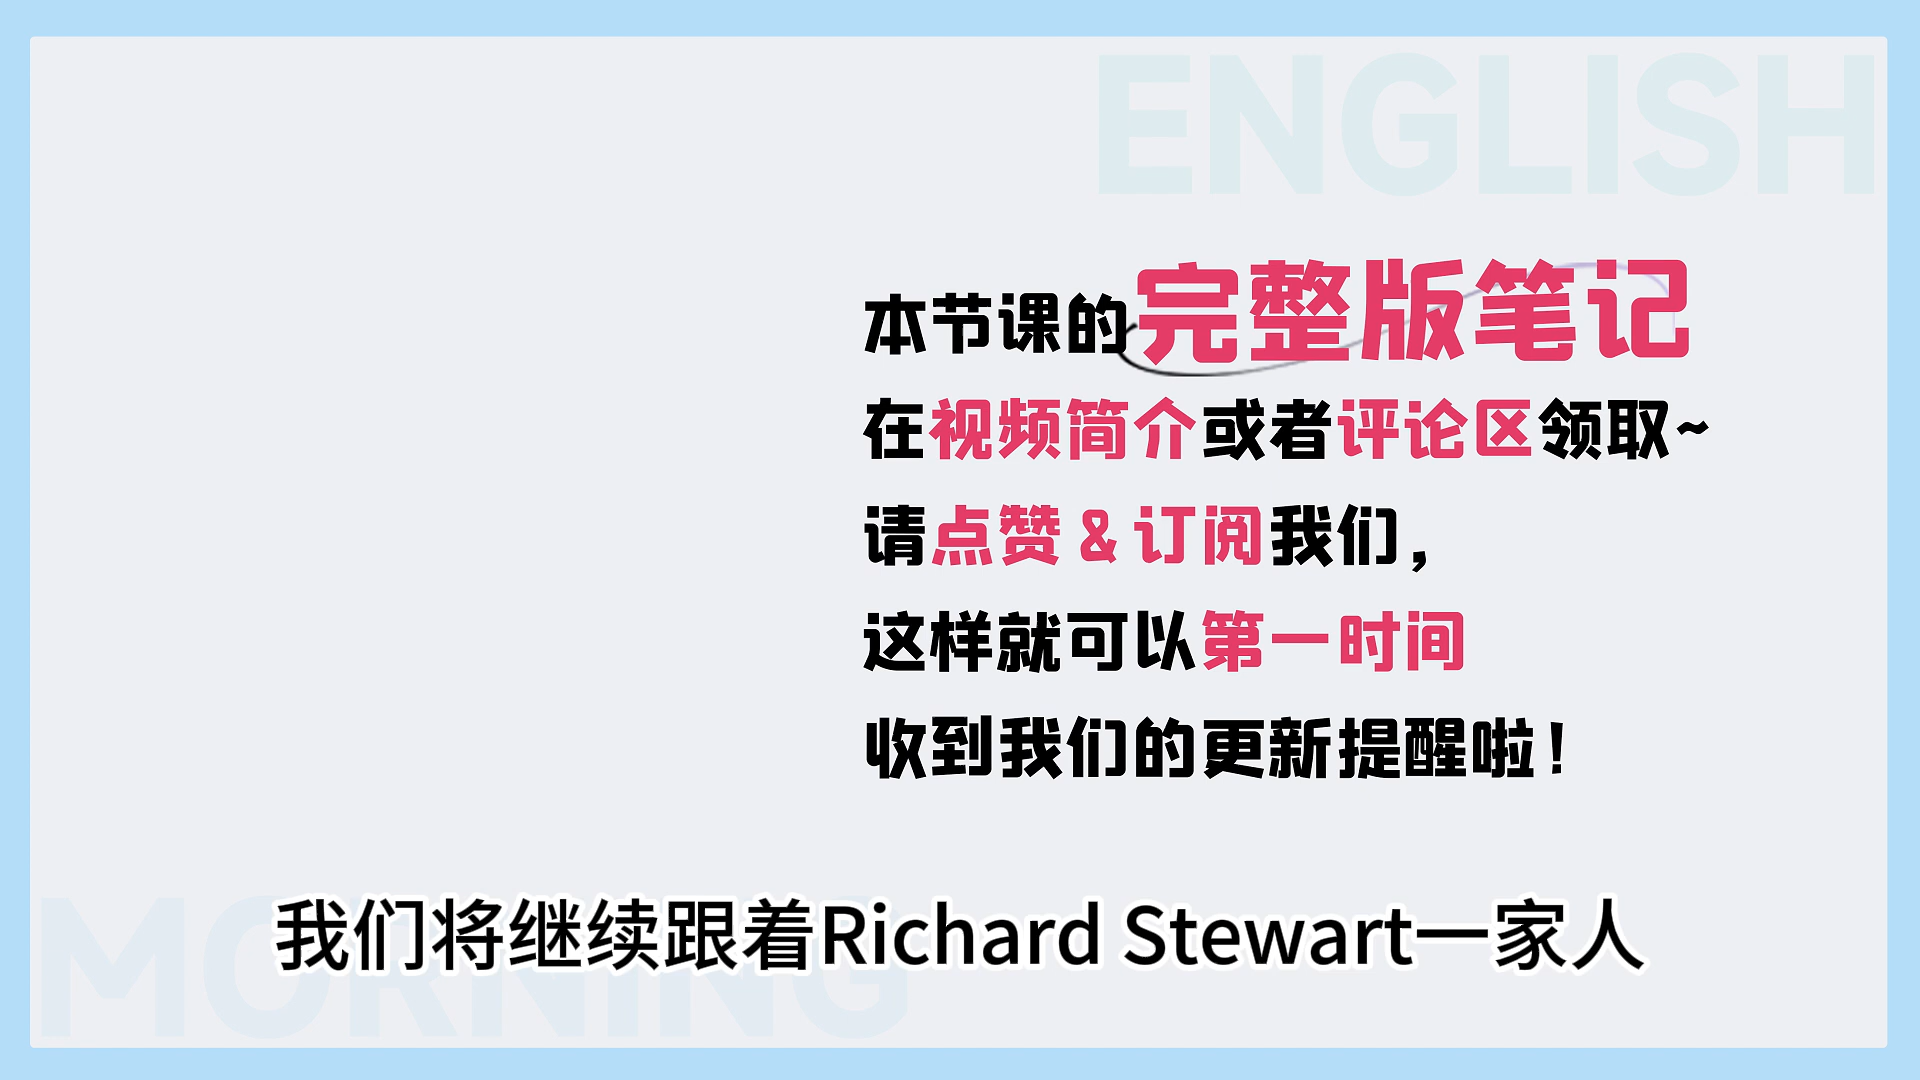 ENGLISH
本节课的完整版笔记
在视频简介或者评论区领取~
请点赞&订阅我们，
这样就可以第一时间
收到我们的更新提醒啦！
MORNING
我们将继续跟着Richard Stewart一家人